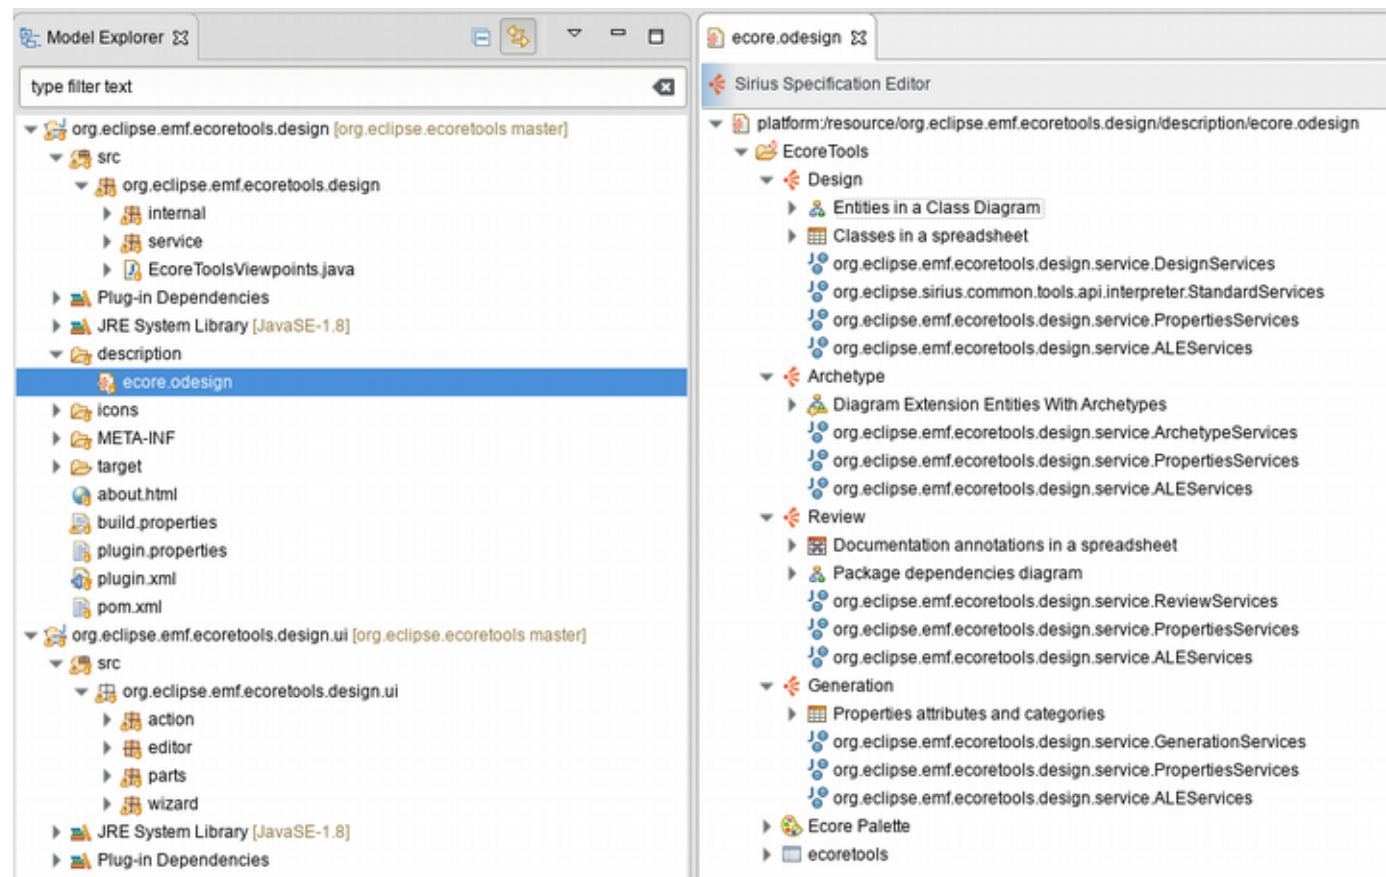 Model Explorer
type filter text
org.eclipse.emf.ecoretools.design [org.eclipse.ecoretools master]
src
org.eclipse.emf.ecoretools.design
internal
service
EcoreToolsViewpoints.java
Plug-in Dependencies
JRE System Library [JavaSE-1.8]
description
ecore.odesign
icons
META-INF
target
about.html
build.properties
plugin.properties
plugin.xml
pom.xml
org.eclipse.emf.ecoretools.design.ui [org.eclipse.ecoretools master]
src
org.eclipse.emf.ecoretools.design.ui
action
editor
parts
wizard
JRE System Library [JavaSE-1.8]
Plug-in Dependencies
ecore.odesign
Sirius Specification Editor
platform:/resource/org.eclipse.emf.ecoretools.design/description/ecore.odesign
EcoreTools
Design
Entities in a Class Diagram
Classes in a spreadsheet
org.eclipse.emf.ecoretools.design.service.DesignServices
org.eclipse.sirius.common.tools.api.interpreter.StandardServices
org.eclipse.emf.ecoretools.design.service.PropertiesServices
org.eclipse.emf.ecoretools.design.service.ALEServices
Archetype
Diagram Extension Entities With Archetypes
org.eclipse.emf.ecoretools.design.service.ArchetypeServices
org.eclipse.emf.ecoretools.design.service.PropertiesServices
org.eclipse.emf.ecoretools.design.service.ALEServices
Review
Documentation annotations in a spreadsheet
Package dependencies diagram
org.eclipse.emf.ecoretools.design.service.ReviewServices
org.eclipse.emf.ecoretools.design.service.PropertiesServices
org.eclipse.emf.ecoretools.design.service.ALEServices
Generation
Properties attributes and categories
org.eclipse.emf.ecoretools.design.service.GenerationServices
org.eclipse.emf.ecoretools.design.service.PropertiesServices
org.eclipse.emf.ecoretools.design.service.ALEServices
Ecore Palette
ecoretools